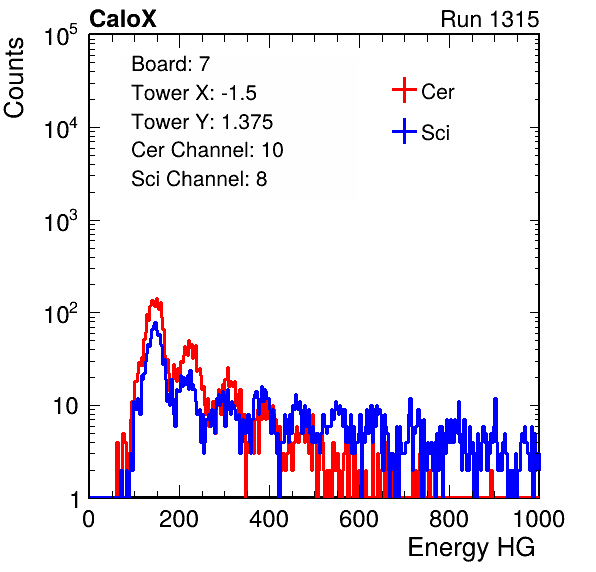 CaloX Run 1315
Counts
Board: 7
Tower X: -1.5
Tower Y: 1.375
Cer Channel: 10
Sci Channel: 8
Cer
Sci
10^5
10^4
10^3
10^2
10
1
0 200 400 600 800 1000
Energy HG